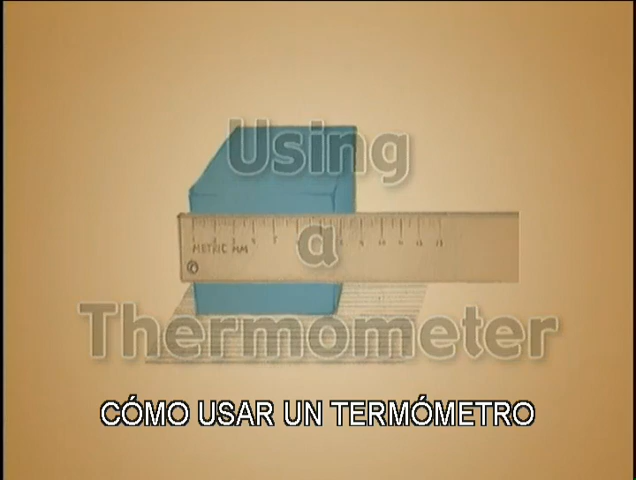 Using
a
METRIC MM
Thermometer
CÓMO USAR UN TERMÓMETRO